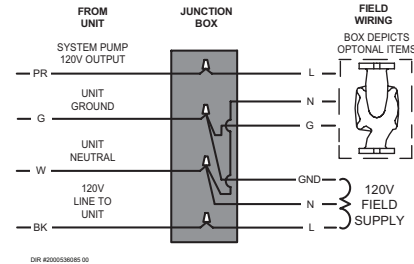 FROM
UNIT
JUNCTION
BOX
FIELD
WIRING
BOX DEPICTS
OPTONAL ITEMS
SYSTEM PUMP
120V OUTPUT
PR
L
UNIT
GROUND
N
G
G
UNIT
NEUTRAL
W
GND
120V
LINE TO
UNIT
N
120V
FIELD
SUPPLY
BK
L
DIR #2000536085 00